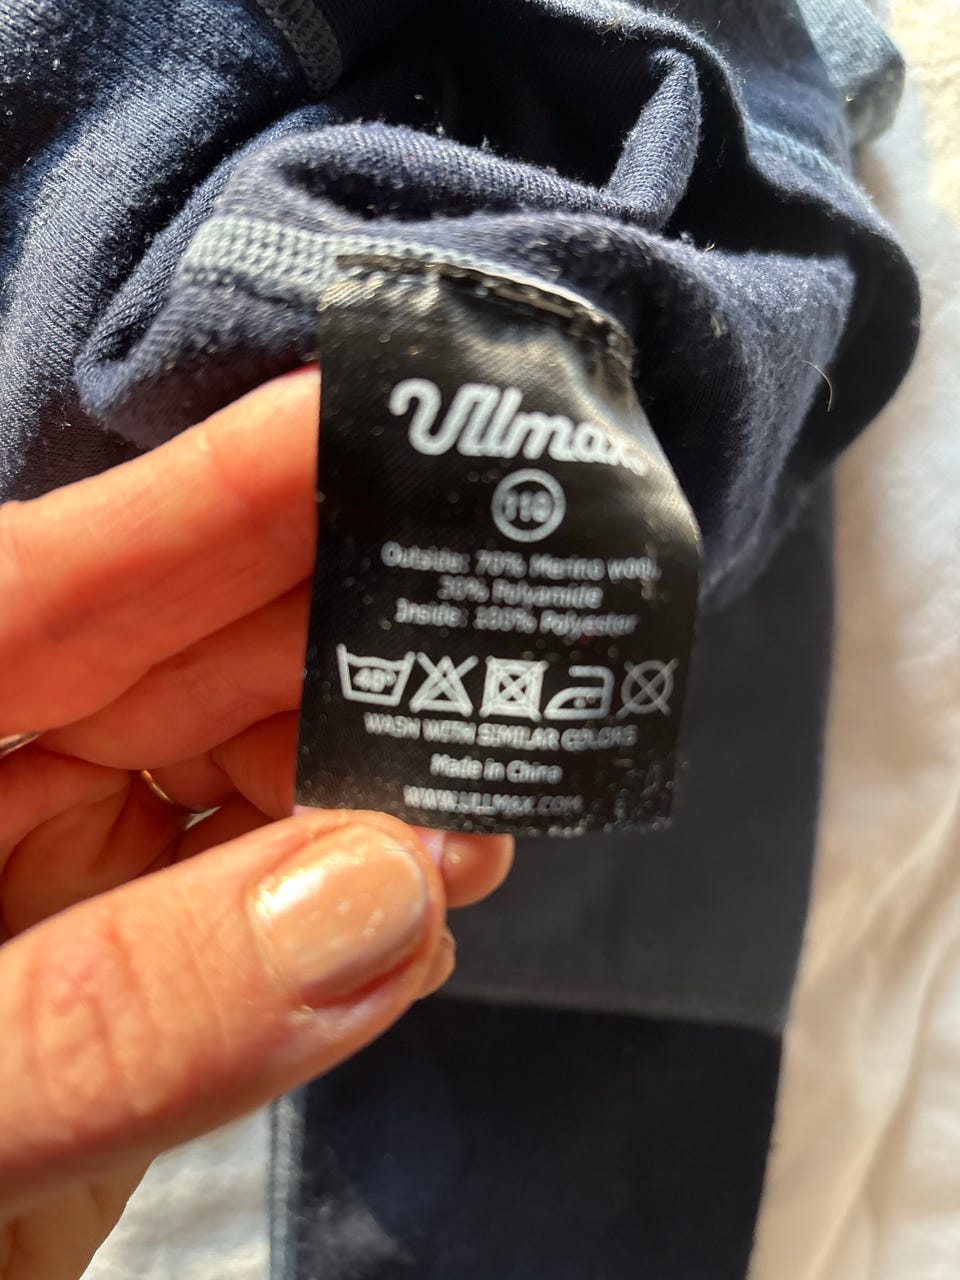 Ullmax
110
Outside: 70% Merino wool,
30% Polyamide
Inside: 100% Polyester
40°
WASH WITH SIMILAR COLORS
Made in China
WWW.ULLMAX.COM